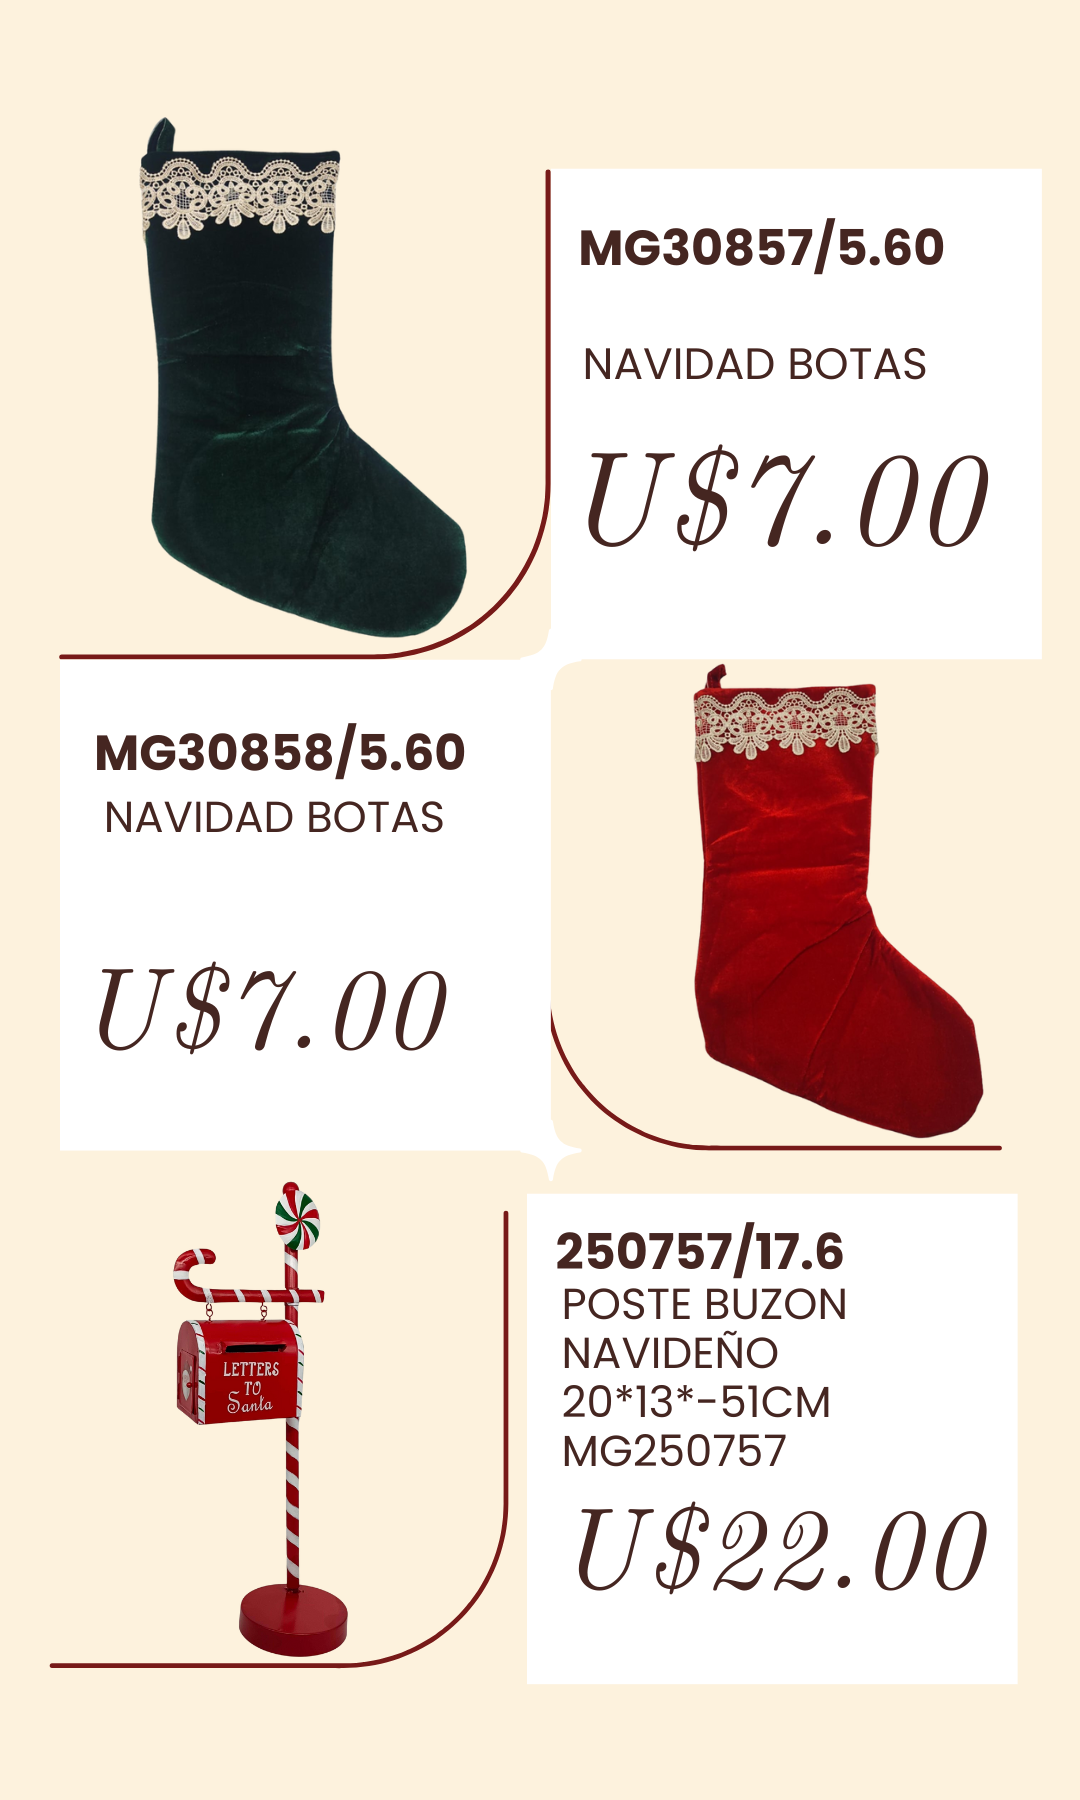 MG30857/5.60
NAVIDAD BOTAS
U$7.00
MG30858/5.60
NAVIDAD BOTAS
U$7.00
LETTERS
TO
Santa
250757/17.6
POSTE BUZON
NAVIDEÑO
20*13*-51CM
MG250757
U$22.00